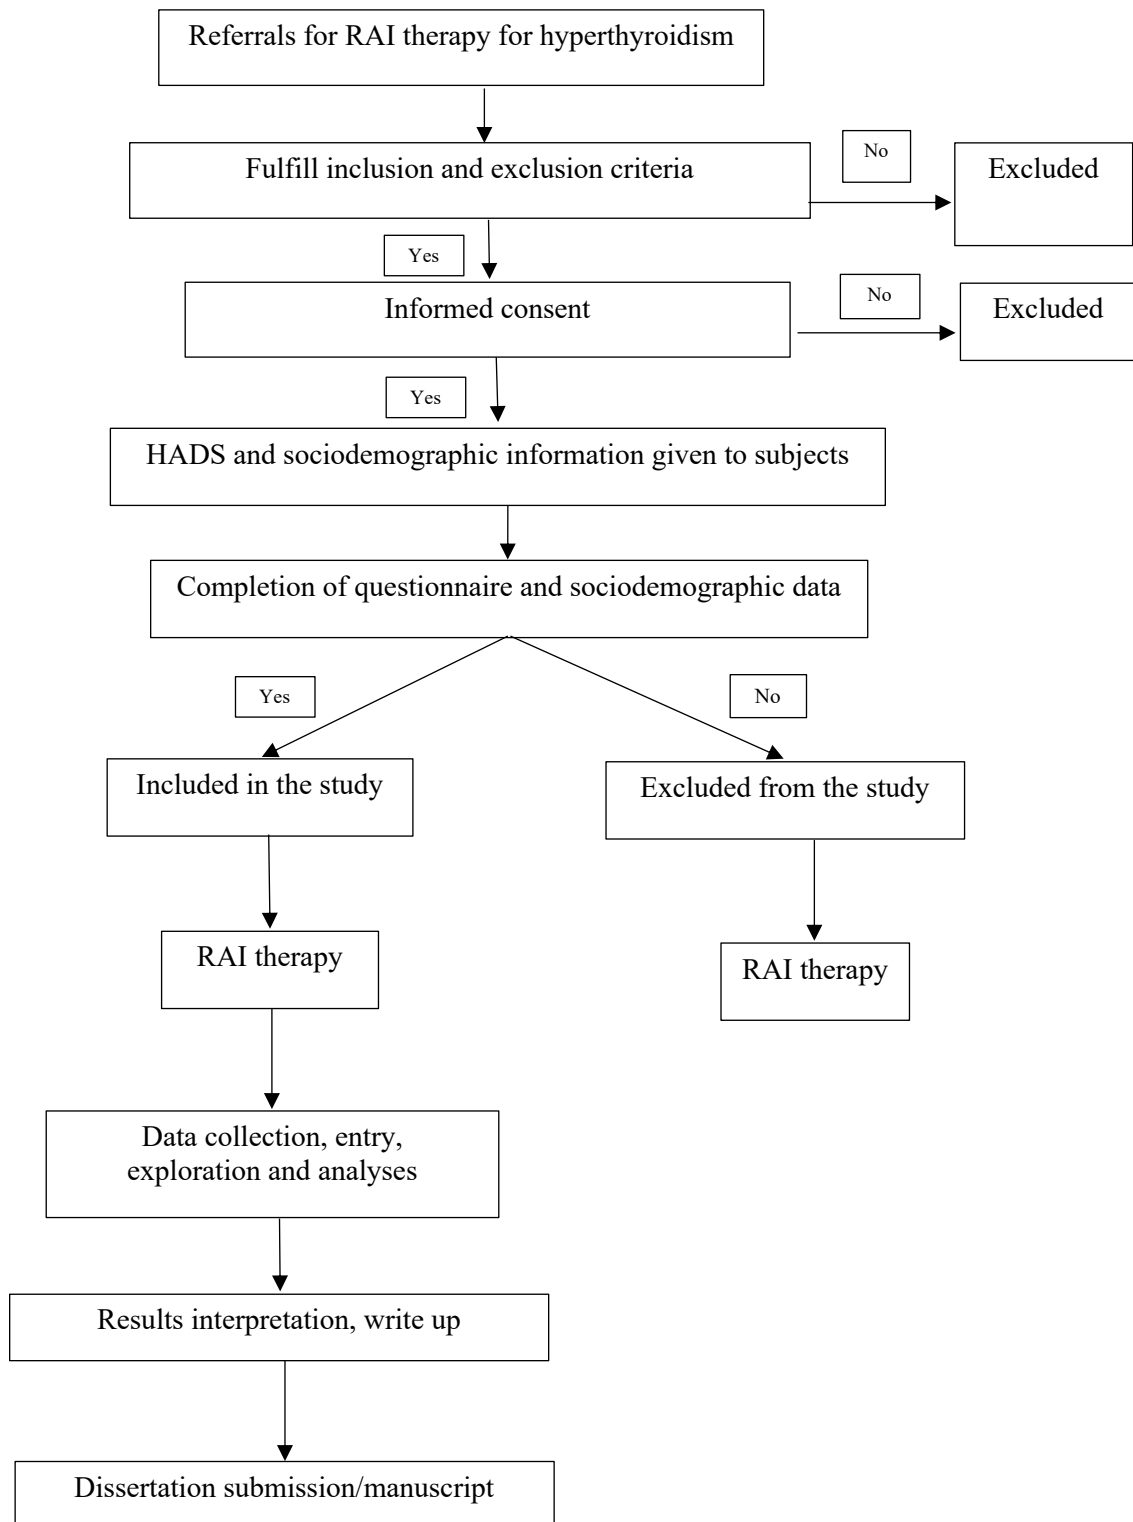 Referrals for RAI therapy for hyperthyroidism
Fulfill inclusion and exclusion criteria
No
Excluded
Yes
Informed consent
No
Excluded
Yes
HADS and sociodemographic information given to subjects
Completion of questionnaire and sociodemographic data
Yes
No
Included in the study
Excluded from the study
RAI therapy
RAI therapy
Data collection, entry,
exploration and analyses
Results interpretation, write up
Dissertation submission/manuscript